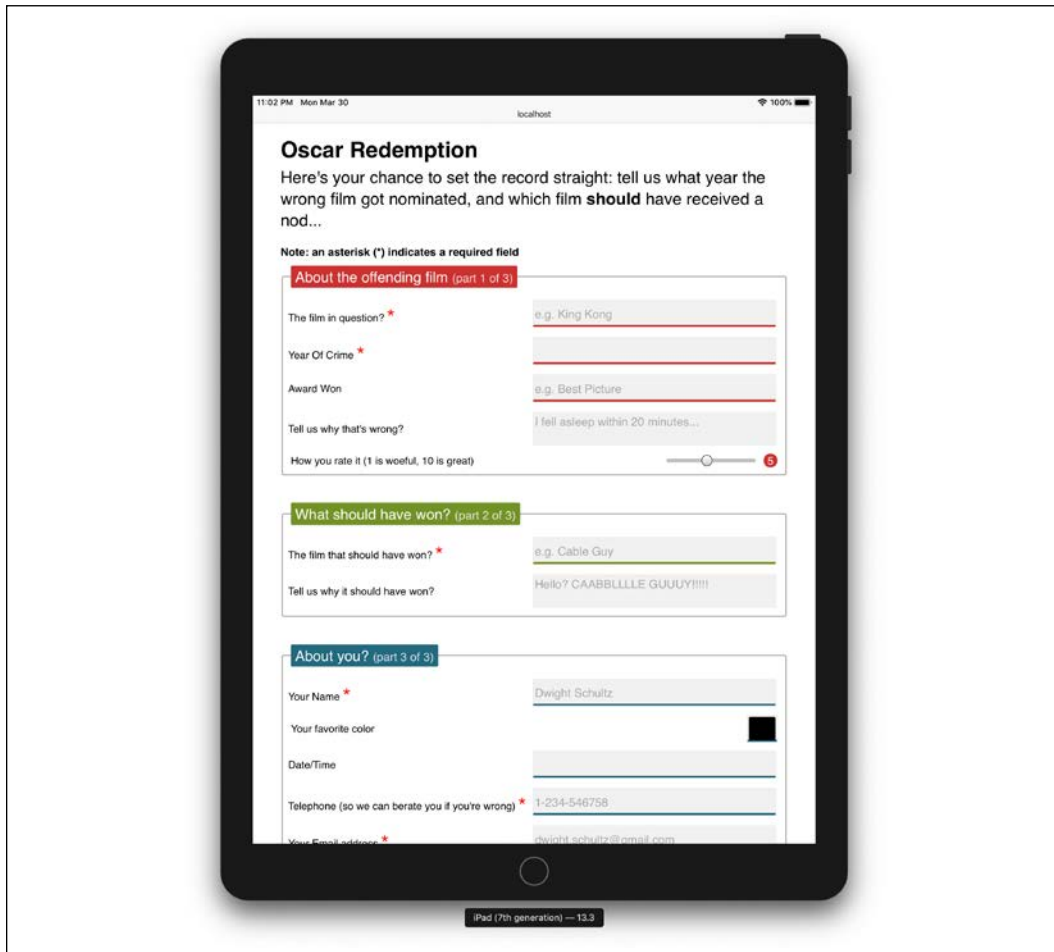 11:02 PM Mon Mar 30
100%
localhost
Oscar Redemption
Here's your chance to set the record straight: tell us what year the
wrong film got nominated, and which film should have received a
nod...
Note: an asterisk (*) indicates a required field
About the offending film (part 1 of 3)
The film in question? *
e.g. King Kong
Year Of Crime *
Award Won
e.g. Best Picture
Tell us why that's wrong?
I fell asleep within 20 minutes...
How you rate it (1 is woeful, 10 is great)
5
What should have won? (part 2 of 3)
The film that should have won? *
e.g. Cable Guy
Tell us why it should have won?
Hello? CAABBLLLLE GUUUY!!!!!
About you? (part 3 of 3)
Your Name *
Dwight Schultz
Your favorite color
Date/Time
Telephone (so we can berate you if you're wrong) *
1-234-546758
Your Email address *
dwight.schultz@gmail.com
iPad (7th generation) — 13.3